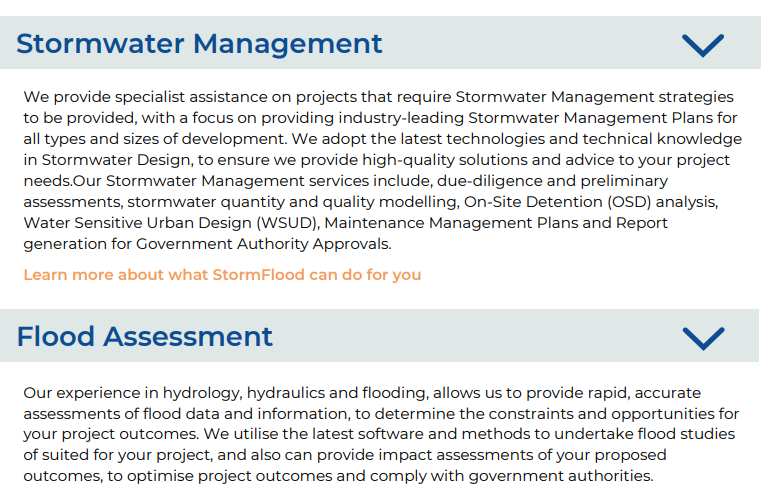 Stormwater Management
We provide specialist assistance on projects that require Stormwater Management strategies
to be provided, with a focus on providing industry-leading Stormwater Management Plans for
all types and sizes of development. We adopt the latest technologies and technical knowledge
in Stormwater Design, to ensure we provide high-quality solutions and advice to your project
needs.Our Stormwater Management services include, due-diligence and preliminary
assessments, stormwater quantity and quality modelling, On-Site Detention (OSD) analysis,
Water Sensitive Urban Design (WSUD), Maintenance Management Plans and Report
generation for Government Authority Approvals.
Learn more about what StormFlood can do for you
Flood Assessment
Our experience in hydrology, hydraulics and flooding, allows us to provide rapid, accurate
assessments of flood data and information, to determine the constraints and opportunities for
your project outcomes. We utilise the latest software and methods to undertake flood studies
of suited for your project, and also can provide impact assessments of your proposed
outcomes, to optimise project outcomes and comply with government authorities.